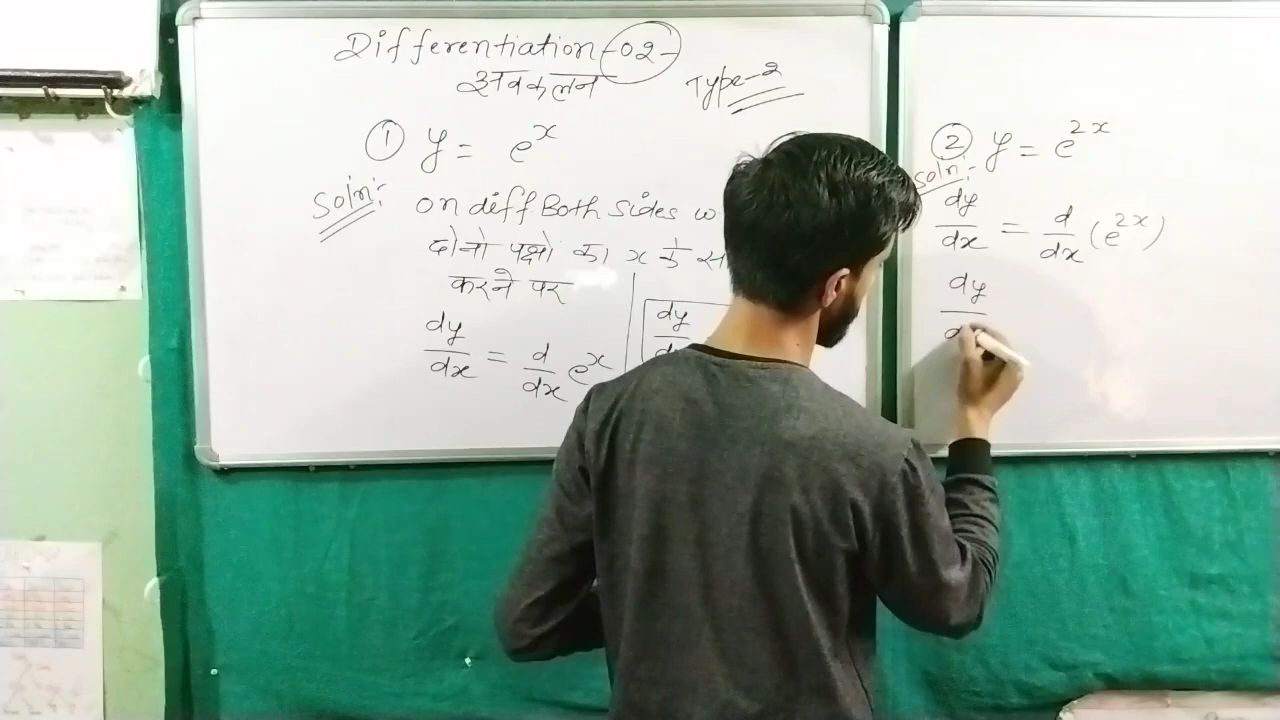 Differentiation-02-
अवकलन
Type-2
① y = e^x
Solⁿ:-
on diff Both sides w
दोनो पक्षो का x के सा
करने पर
dy/dx = d/dx e^x
dy
② y = e^2x
Solⁿ:-
dy/dx = d/dx (e^2x)
dy